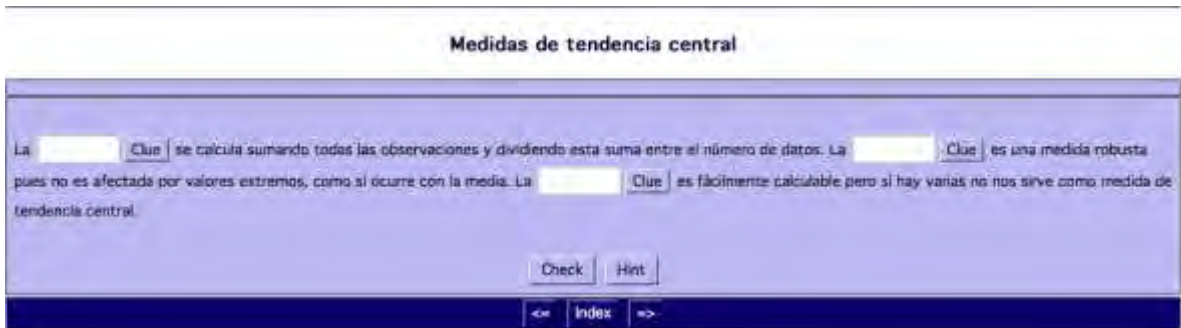 Medidas de tendencia central
La Clue se calcula sumando todas las observaciones y dividiendo esta suma entre el número de datos. La Clue es una medida robusta
pues no es afectada por valores extremos, como sí ocurre con la media. La Clue es fácilmente calculable pero si hay varias no nos sirve como medida de
tendencia central.
Check Hint
<= Index =>